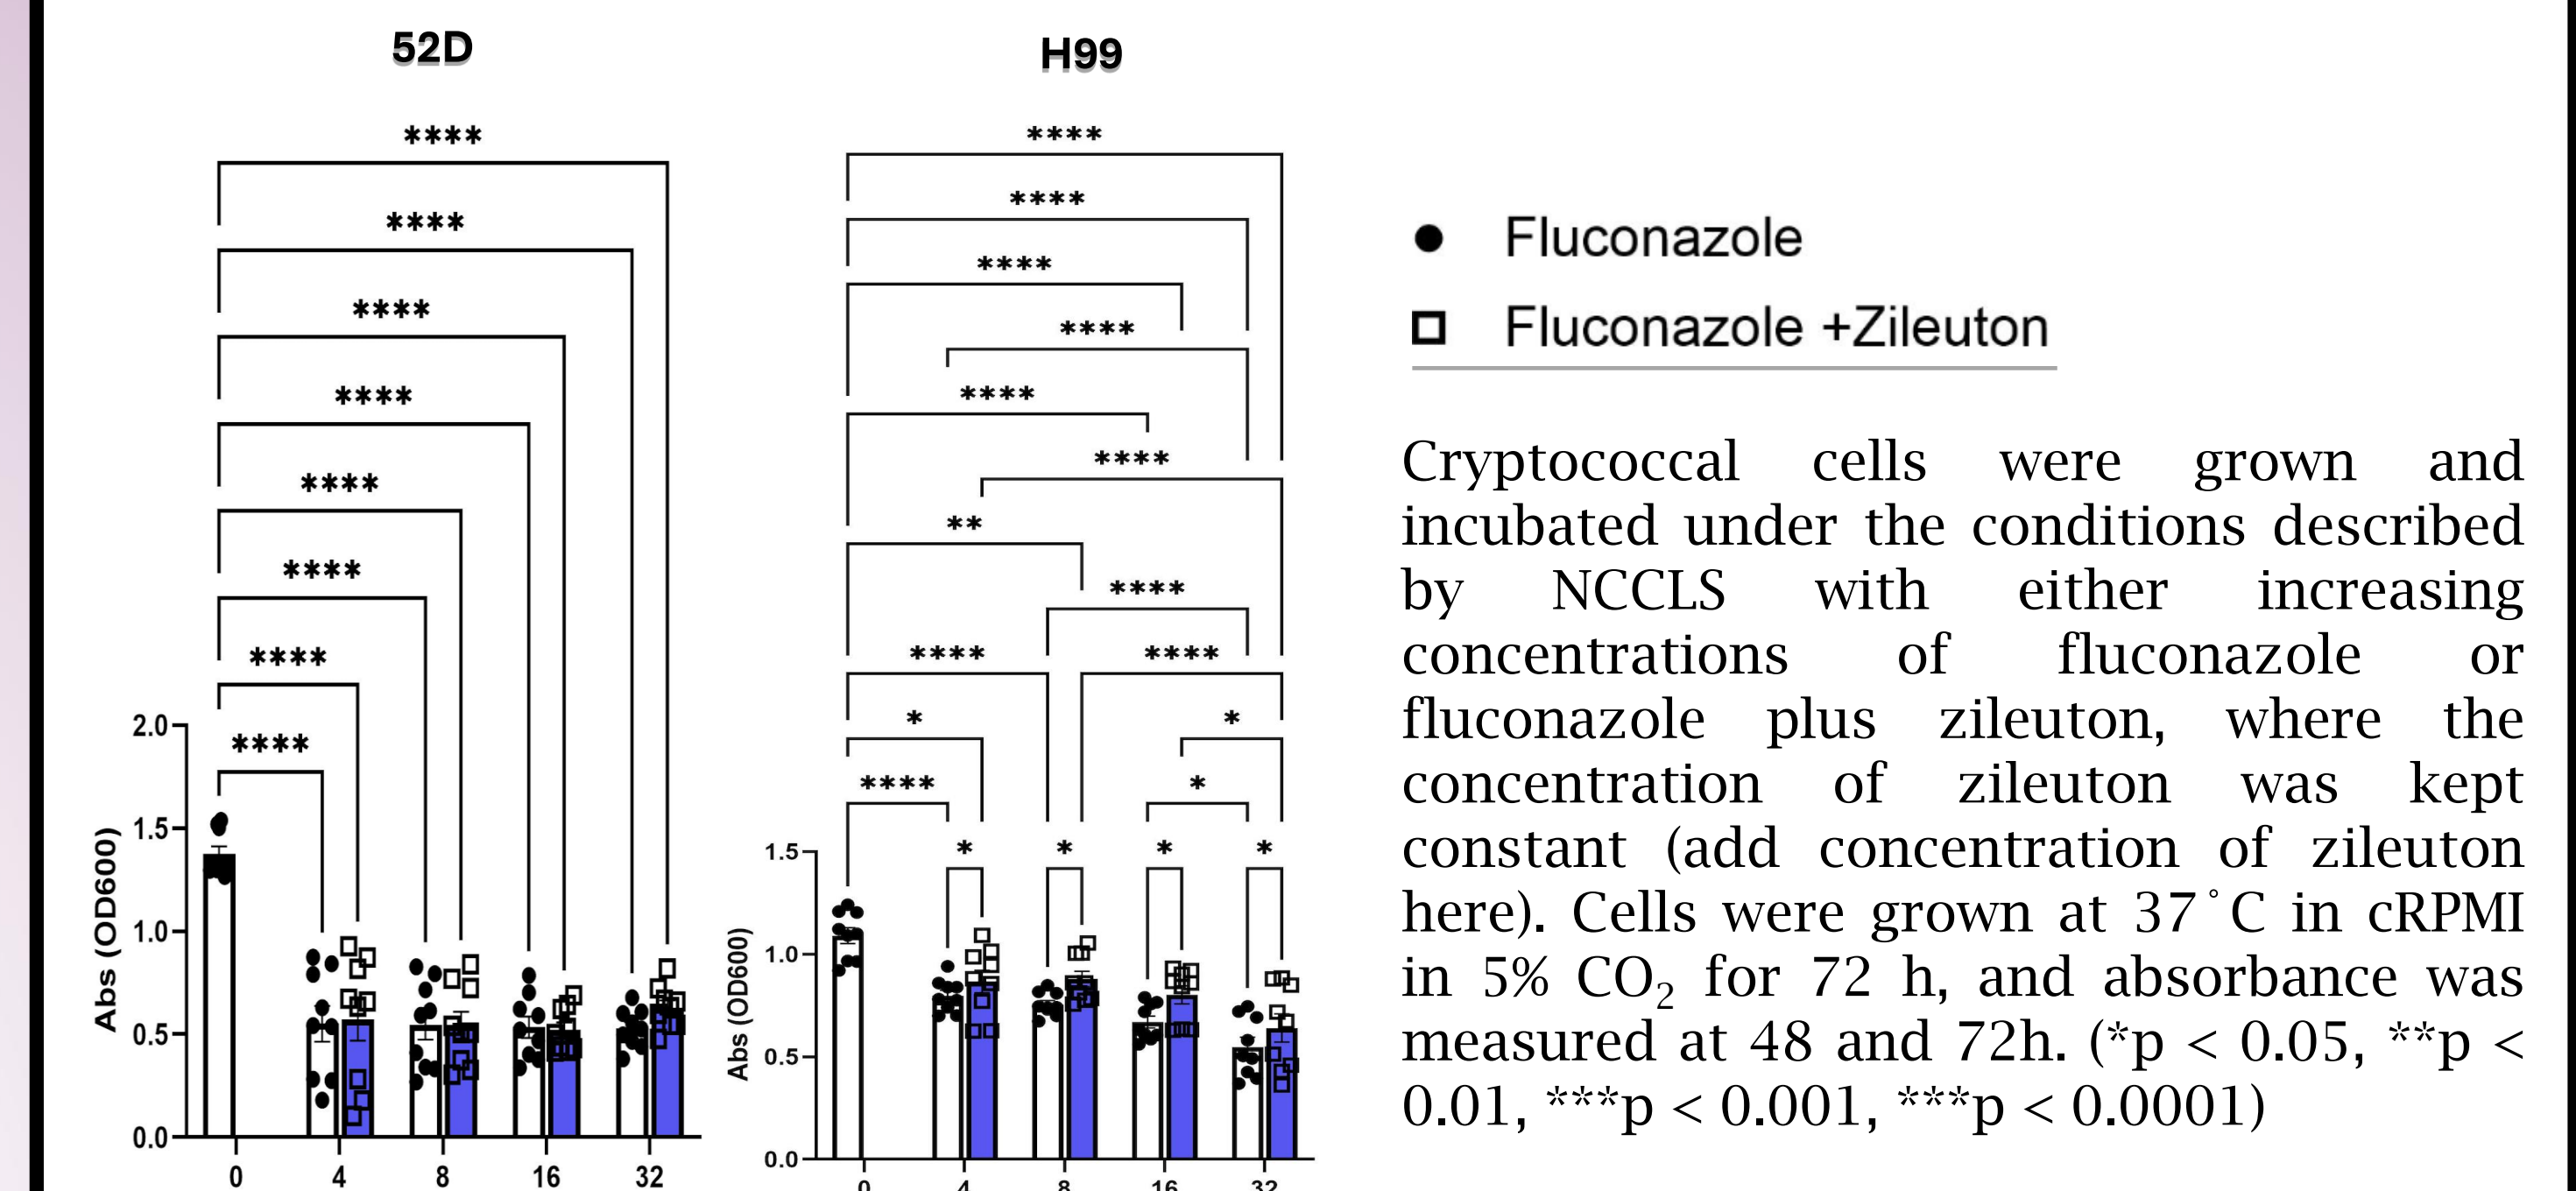 52D
****
****
****
****
****
****
****
****
2.0
1.5
1.0
0.5
0.0
Abs (OD600)
0 4 8 16 32
H99
****
****
****
****
****
****
**
****
**** ****
* *
**** *
* * * *
1.5
1.0
0.5
0.0
Abs (OD600)
0 4 8 16 32
Fluconazole
Fluconazole +Zileuton
Cryptococcal cells were grown and
incubated under the conditions described
by NCCLS with either increasing
concentrations of fluconazole or
fluconazole plus zileuton, where the
concentration of zileuton was kept
constant (add concentration of zileuton
here). Cells were grown at 37˚C in cRPMI
in 5% CO₂ for 72 h, and absorbance was
measured at 48 and 72h. (*p < 0.05, **p <
0.01, ***p < 0.001, ***p < 0.0001)